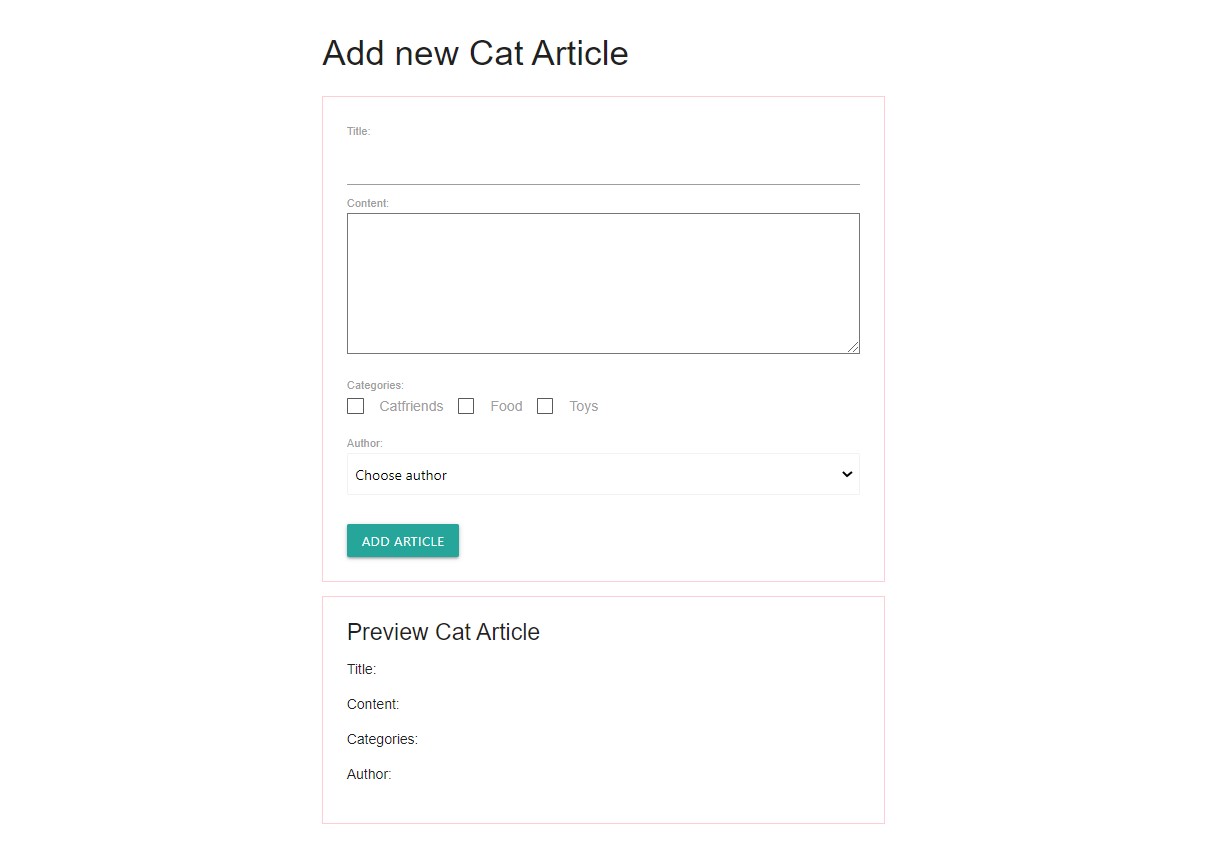 Add new Cat Article
Title:
Content:
Categories:
Catfriends Food Toys
Author:
Choose author
ADD ARTICLE
Preview Cat Article
Title:
Content:
Categories:
Author: